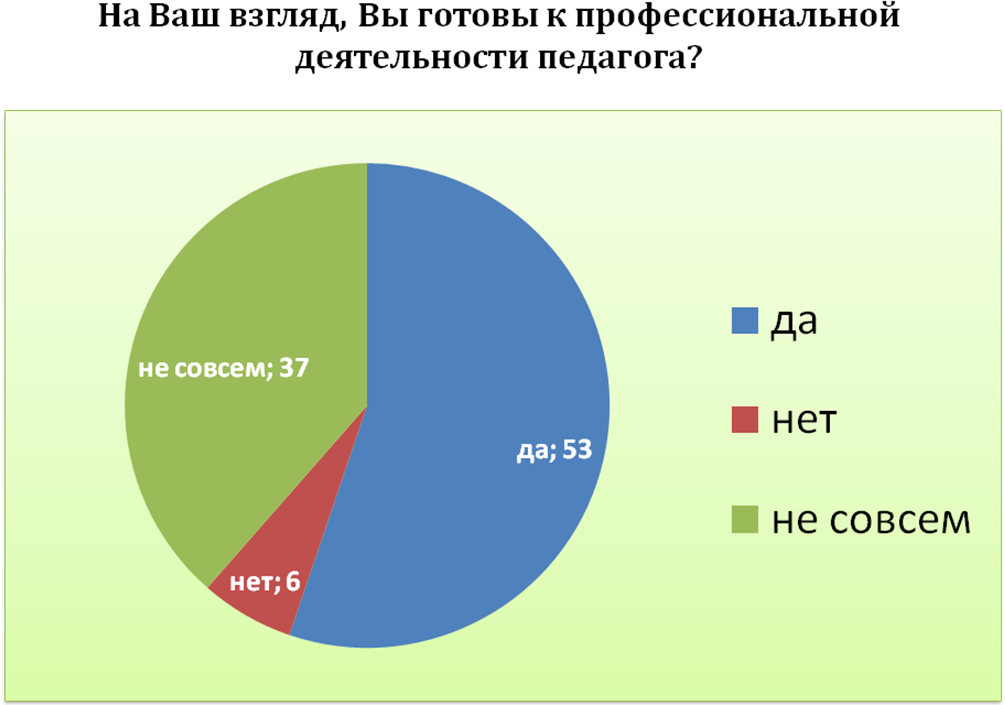 На Ваш взгляд, Вы готовы к профессиональной
деятельности педагога?
не совсем; 37
да; 53
нет; 6
да
нет
не совсем